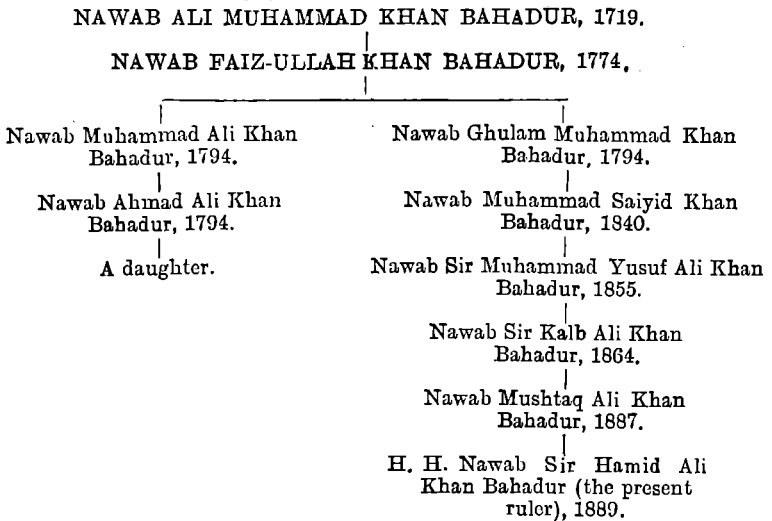 NAWAB ALI MUHAMMAD KHAN BAHADUR, 1719.
NAWAB FAIZ-ULLAH KHAN BAHADUR, 1774.
Nawab Muhammad Ali Khan
Bahadur, 1794.
Nawab Ahmad Ali Khan
Bahadur, 1794.
A daughter.
Nawab Ghulam Muhammad Khan
Bahadur, 1794.
Nawab Muhammad Saiyid Khan
Bahadur, 1840.
Nawab Sir Muhammad Yusuf Ali Khan
Bahadur, 1855.
Nawab Sir Kalb Ali Khan
Bahadur, 1864.
Nawab Mushtaq Ali Khan
Bahadur, 1887.
H. H. Nawab Sir Hamid Ali
Khan Bahadur (the present
ruler), 1889.